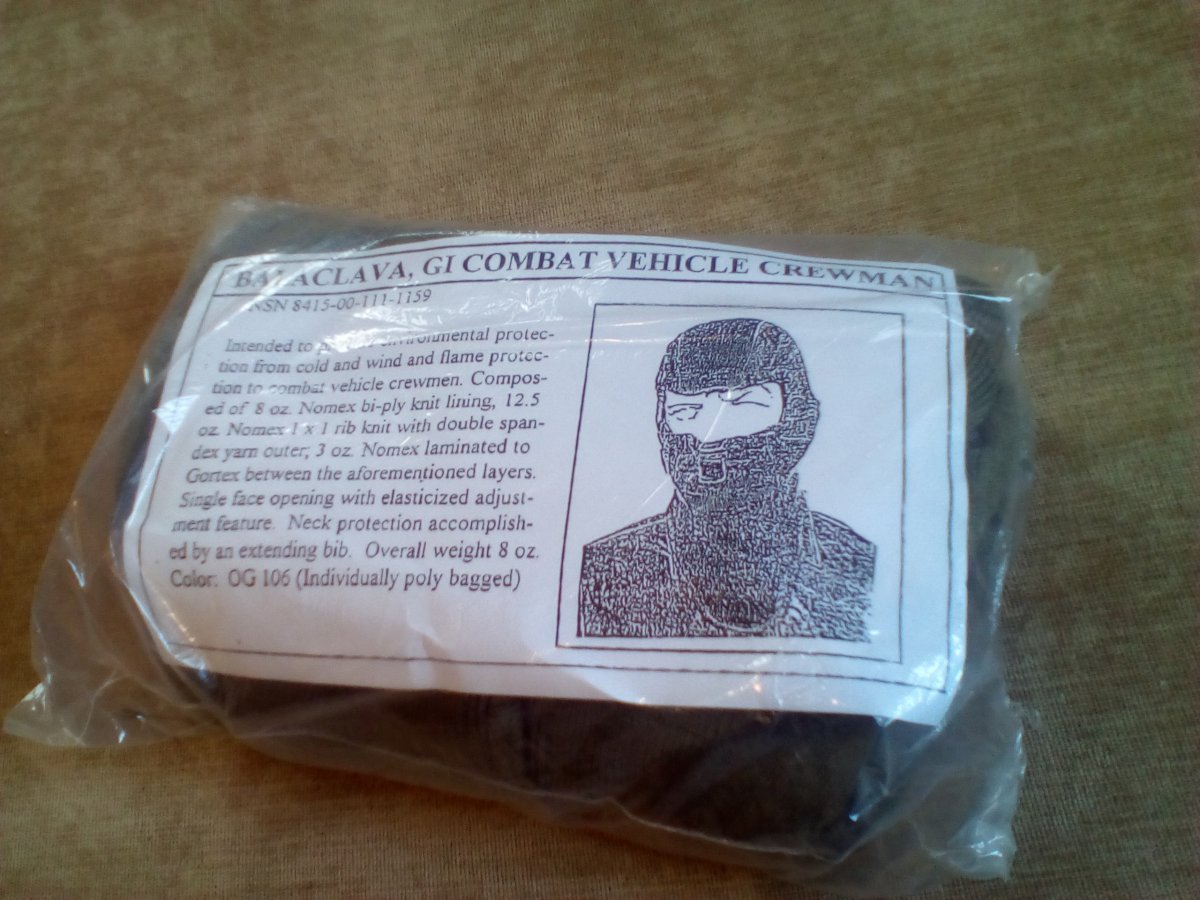 BALACLAVA, GI COMBAT VEHICLE CREWMAN
NSN 8415-00-111-1159
Intended to environmental protec-
tion from cold and wind and flame protec-
tion to combat vehicle crewmen. Compos-
ed of 8 oz. Nomex bi-ply knit lining, 12.5
oz. Nomex 1 x 1 rib knit with double span-
dex yarn outer; 3 oz. Nomex laminated to
Gortex between the aforementioned layers.
Single face opening with elasticized adjust-
ment feature. Neck protection accomplish-
ed by an extending bib. Overall weight 8 oz.
Color: OG 106 (Individually poly bagged)